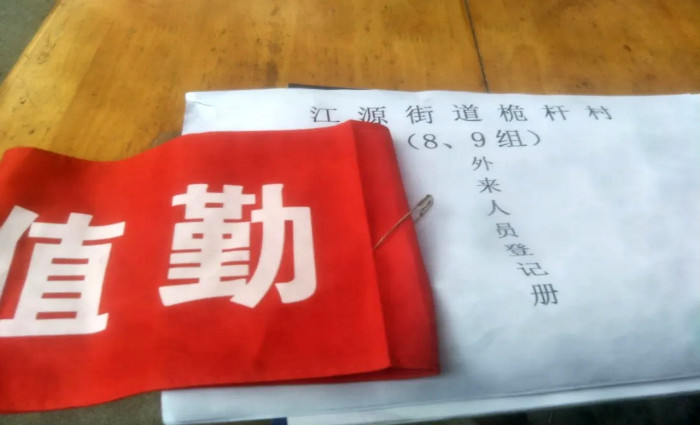 江源街道桅杆村
(8、9组)
外来人员登记册
值勤